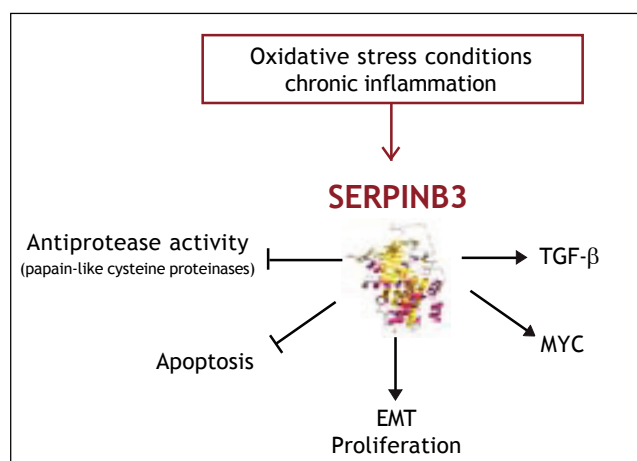 Oxidative stress conditions
chronic inflammation
SERPINB3
Antiprotease activity
(papain-like cysteine proteinases)
TGF-β
Apoptosis
MYC
EMT
Proliferation